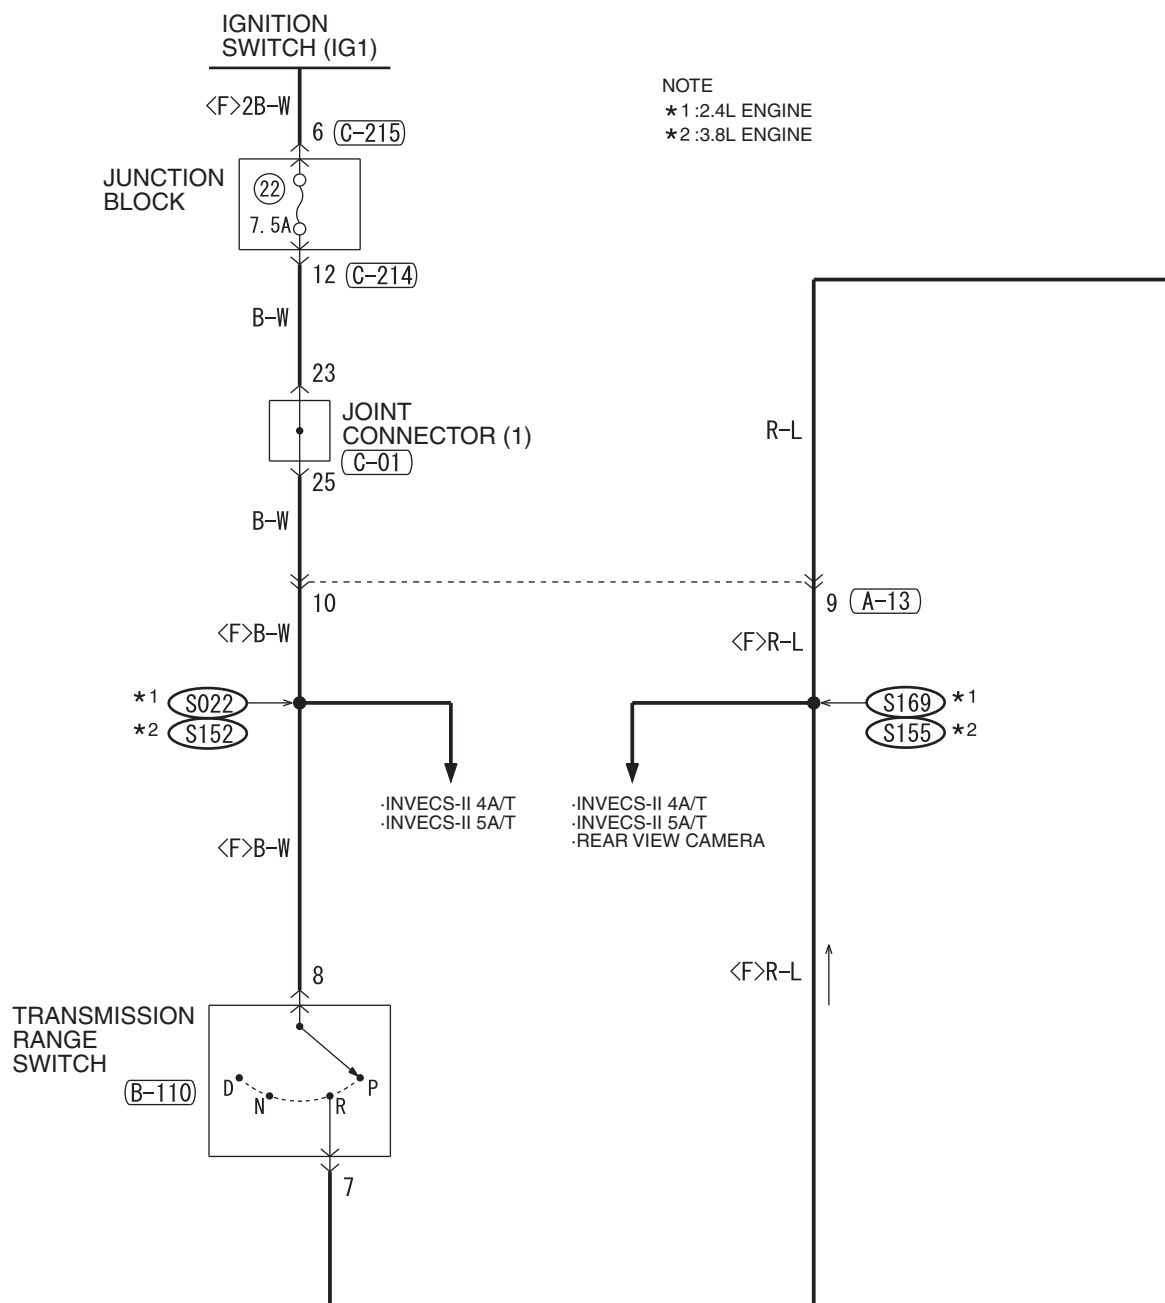 IGNITION
SWITCH (IG1)
<F>2B-W
NOTE
*1 :2.4L ENGINE
*2 :3.8L ENGINE
6 C-215
JUNCTION
BLOCK
22
7.5A
12 C-214
B-W
23
JOINT
CONNECTOR (1)
C-01
25
R-L
B-W
10
9 A-13
<F>B-W
<F>R-L
*1 S022
*2 S152
S169 *1
S155 *2
·INVECS-II 4A/T
·INVECS-II 5A/T
·INVECS-II 4A/T
·INVECS-II 5A/T
·REAR VIEW CAMERA
<F>B-W
<F>R-L
8
TRANSMISSION
RANGE
SWITCH
B-110
D
N
R
P
7